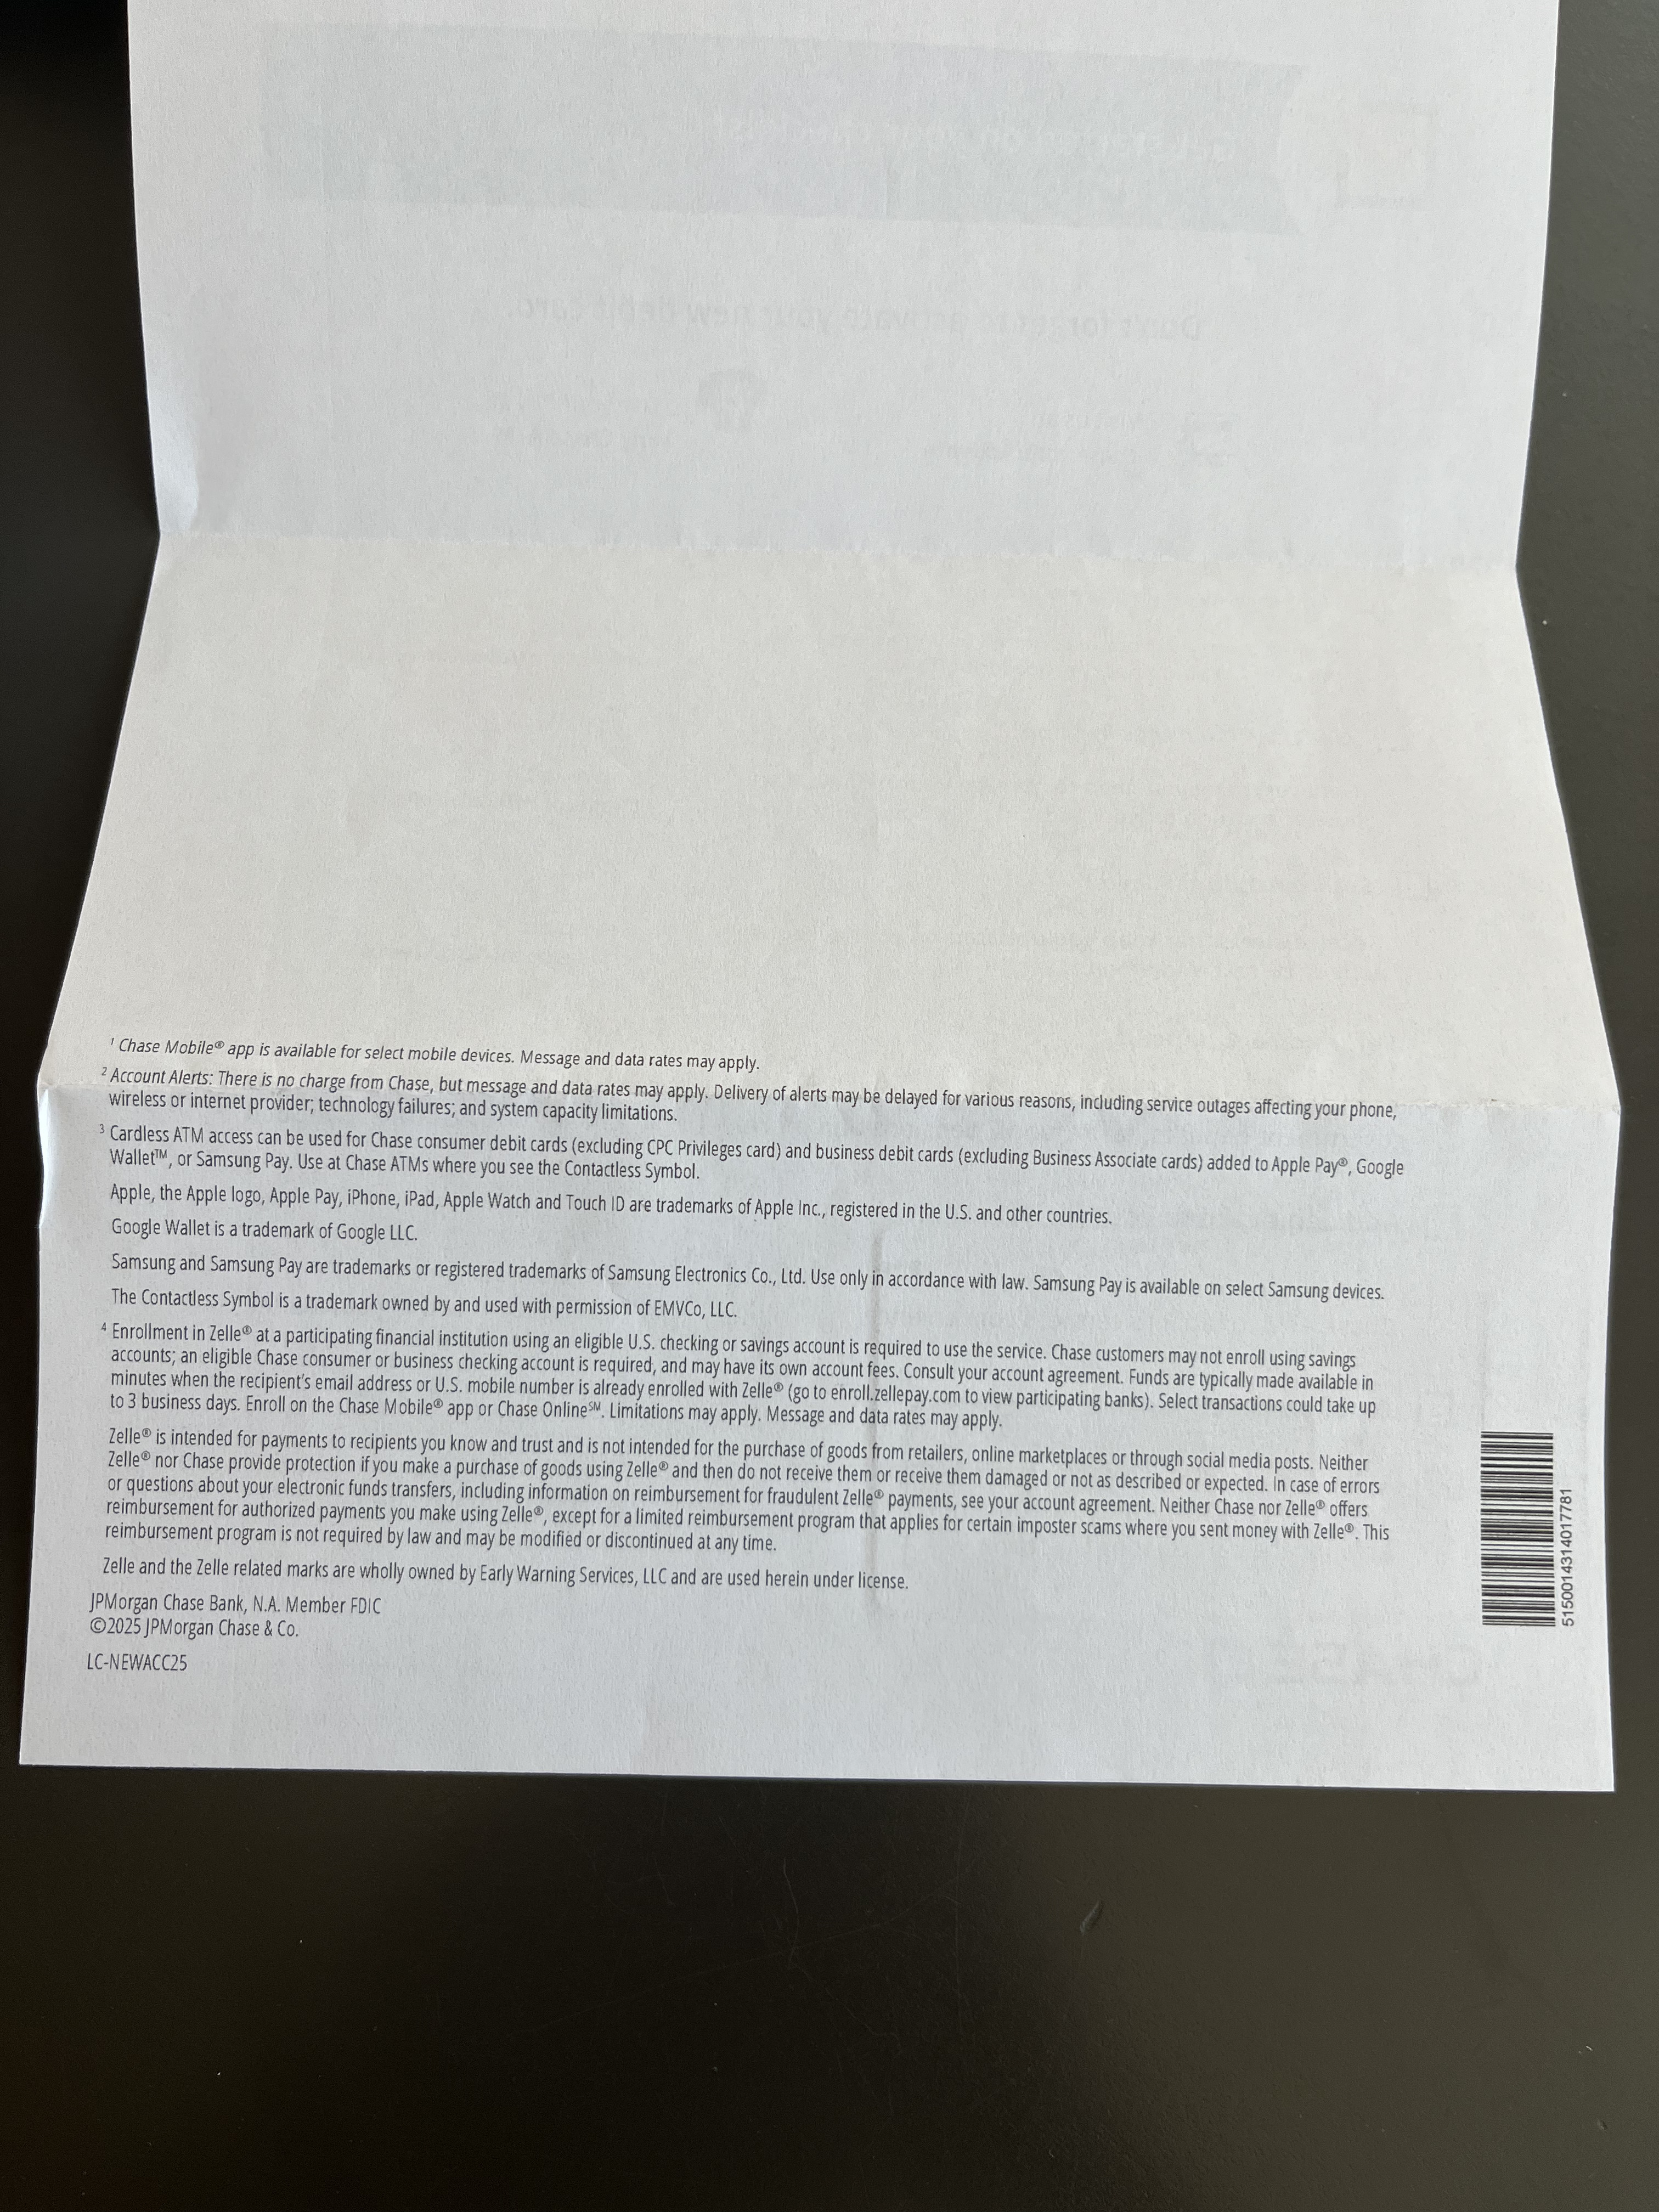 ¹ Chase Mobile® app is available for select mobile devices. Message and data rates may apply.
² Account Alerts: There is no charge from Chase, but message and data rates may apply. Delivery of alerts may be delayed for various reasons, including service outages affecting your phone,
wireless or internet provider; technology failures; and system capacity limitations.
³ Cardless ATM access can be used for Chase consumer debit cards (excluding CPC Privileges card) and business debit cards (excluding Business Associate cards) added to Apple Pay®, Google
Wallet™, or Samsung Pay. Use at Chase ATMs where you see the Contactless Symbol.
Apple, the Apple logo, Apple Pay, iPhone, iPad, Apple Watch and Touch ID are trademarks of Apple Inc., registered in the U.S. and other countries.
Google Wallet is a trademark of Google LLC.
Samsung and Samsung Pay are trademarks or registered trademarks of Samsung Electronics Co., Ltd. Use only in accordance with law. Samsung Pay is available on select Samsung devices.
The Contactless Symbol is a trademark owned by and used with permission of EMVCo, LLC.
⁴ Enrollment in Zelle® at a participating financial institution using an eligible U.S. checking or savings account is required to use the service. Chase customers may not enroll using savings
accounts; an eligible Chase consumer or business checking account is required, and may have its own account fees. Consult your account agreement. Funds are typically made available in
minutes when the recipient's email address or U.S. mobile number is already enrolled with Zelle® (go to enroll.zellepay.com to view participating banks). Select transactions could take up
to 3 business days. Enroll on the Chase Mobile® app or Chase Online℠. Limitations may apply. Message and data rates may apply.
Zelle® is intended for payments to recipients you know and trust and is not intended for the purchase of goods from retailers, online marketplaces or through social media posts. Neither
Zelle® nor Chase provide protection if you make a purchase of goods using Zelle® and then do not receive them or receive them damaged or not as described or expected. In case of errors
or questions about your electronic funds transfers, including information on reimbursement for fraudulent Zelle® payments, see your account agreement. Neither Chase nor Zelle® offers
reimbursement for authorized payments you make using Zelle®, except for a limited reimbursement program that applies for certain imposter scams where you sent money with Zelle®. This
reimbursement program is not required by law and may be modified or discontinued at any time.
Zelle and the Zelle related marks are wholly owned by Early Warning Services, LLC and are used herein under license.
JPMorgan Chase Bank, N.A. Member FDIC
©2025 JPMorgan Chase & Co.
LC-NEWACC25
51500143140177​81